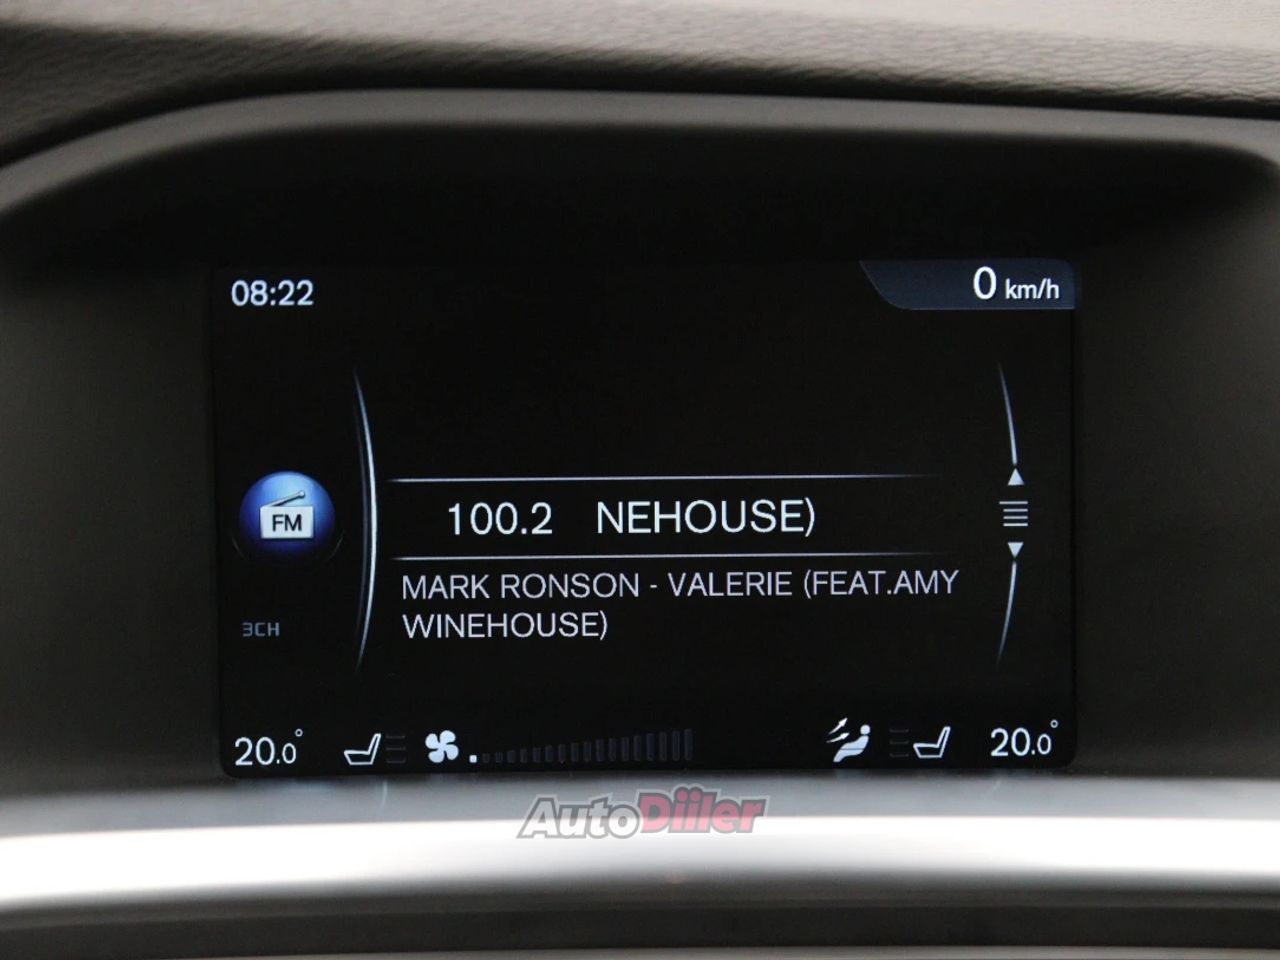 08:22
0 km/h
FM
100.2 NEHOUSE)
MARK RONSON - VALERIE (FEAT.AMY
WINEHOUSE)
3CH
20.0°
20.0°
AutoDiiler